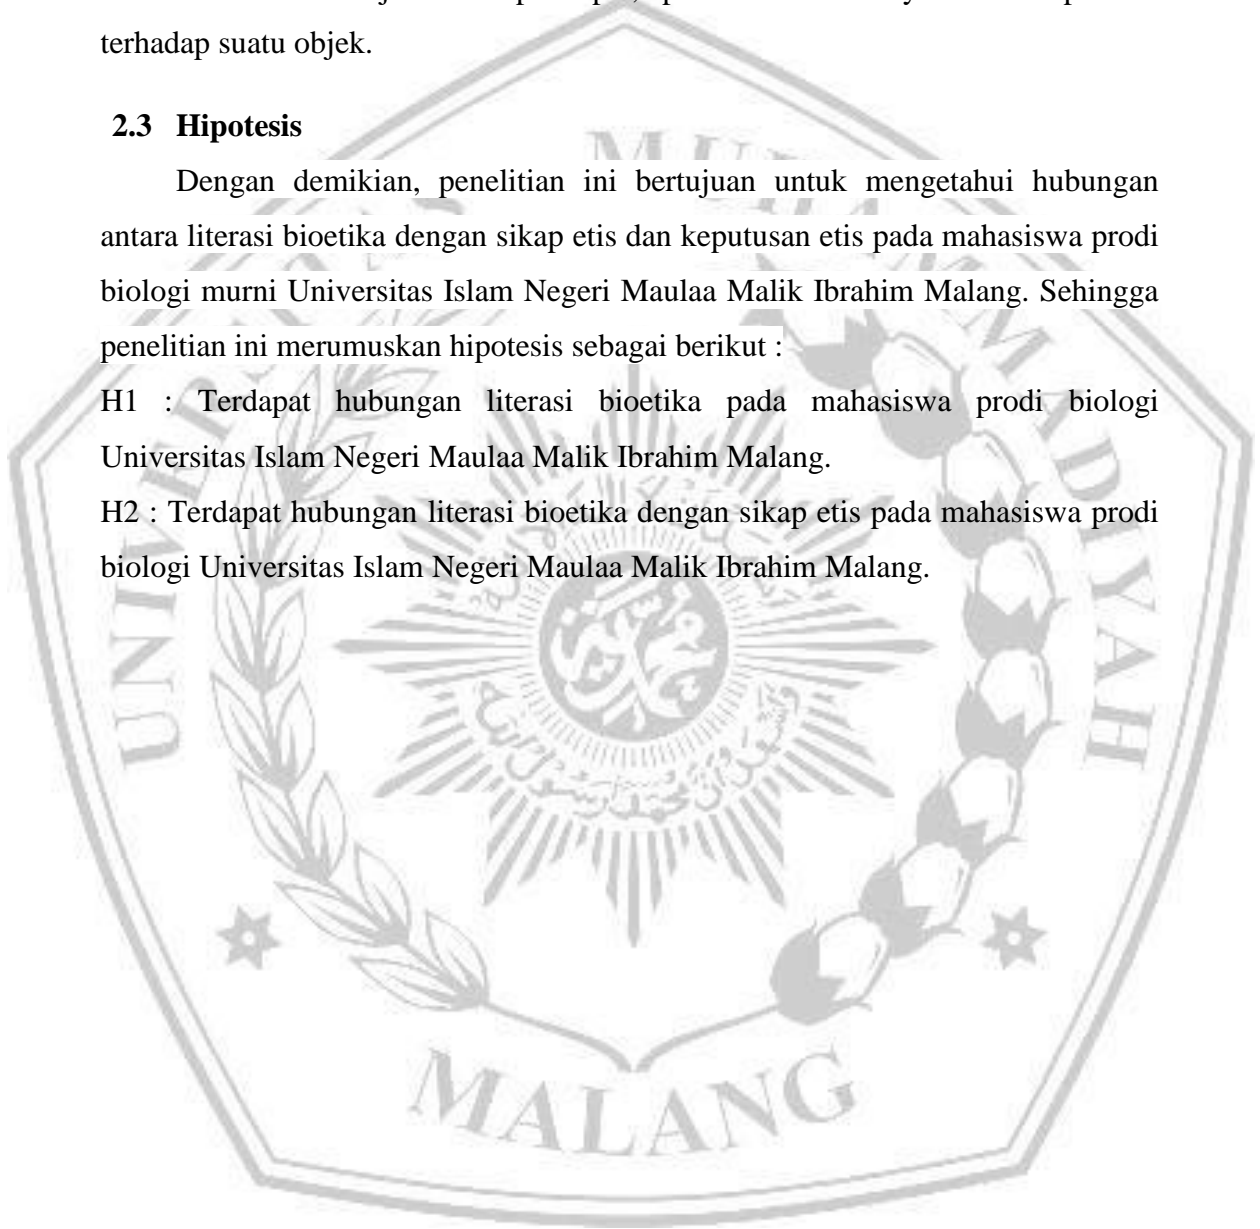 terhadap suatu objek.
2.3 Hipotesis
Dengan demikian, penelitian ini bertujuan untuk mengetahui hubungan
antara literasi bioetika dengan sikap etis dan keputusan etis pada mahasiswa prodi
biologi murni Universitas Islam Negeri Maulaa Malik Ibrahim Malang. Sehingga
penelitian ini merumuskan hipotesis sebagai berikut :
H1 : Terdapat hubungan literasi bioetika pada mahasiswa prodi biologi
Universitas Islam Negeri Maulaa Malik Ibrahim Malang.
H2 : Terdapat hubungan literasi bioetika dengan sikap etis pada mahasiswa prodi
biologi Universitas Islam Negeri Maulaa Malik Ibrahim Malang.
MALANG